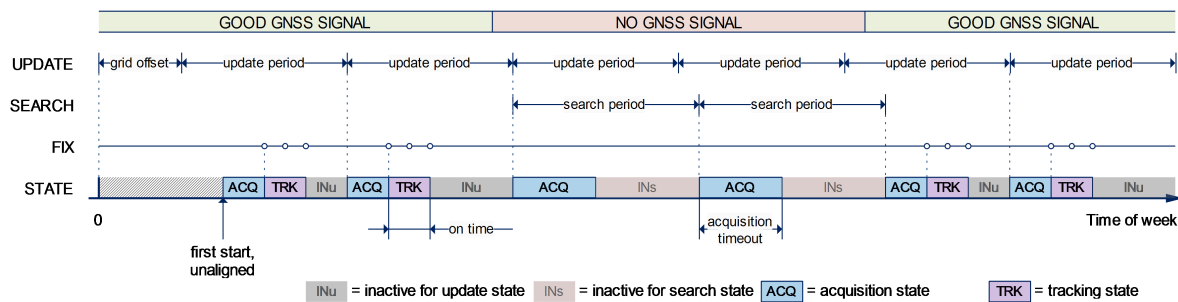 GOOD GNSS SIGNAL NO GNSS SIGNAL GOOD GNSS SIGNAL
UPDATE grid offset update period update period update period update period update period update period
SEARCH search period search period
FIX
STATE ACQ TRK INu ACQ TRK INu ACQ INs ACQ INs ACQ TRK INu ACQ TRK INu
0 on time acquisition timeout Time of week
first start,
unaligned
INu = inactive for update state INs = inactive for search state ACQ = acquisition state TRK = tracking state